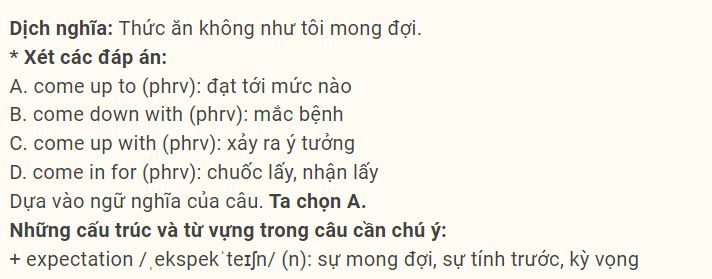 Dịch nghĩa: Thức ăn không như tôi mong đợi.
* Xét các đáp án:
A. come up to (phrv): đạt tới mức nào
B. come down with (phrv): mắc bệnh
C. come up with (phrv): xảy ra ý tưởng
D. come in for (phrv): chuốc lấy, nhận lấy
Dựa vào ngữ nghĩa của câu. Ta chọn A.
Những cấu trúc và từ vựng trong câu cần chú ý:
+ expectation /ˌekspekˈteɪʃn/ (n): sự mong đợi, sự tính trước, kỳ vọng